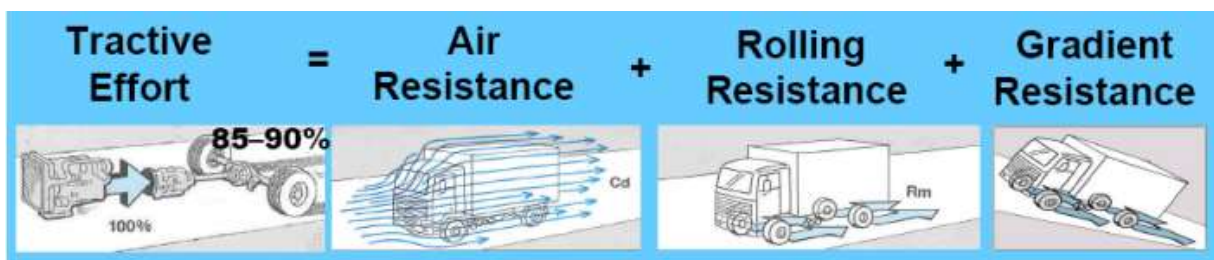 Tractive
Effort
=
Air
Resistance
+
Rolling
Resistance
+
Gradient
Resistance
85–90%
100%
Cd
Rm